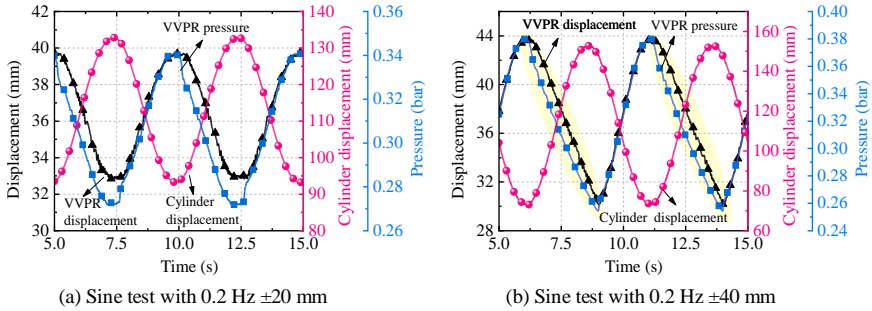 VVPR pressure
VVPR
displacement
Cylinder
displacement
Displacement (mm)
30
32
34
36
38
40
42
5.0
7.5
10.0
12.5
15.0
Time (s)
80
90
100
110
120
130
140
Cylinder displacement (mm)
0.26
0.28
0.30
0.32
0.34
0.36
Pressure (bar)
(a) Sine test with 0.2 Hz ±20 mm
VVPR displacement
VVPR pressure
Cylinder
displacement
Displacement (mm)
28
32
36
40
44
5.0
7.5
10.0
12.5
15.0
Time (s)
60
80
100
120
140
160
Cylinder displacement (mm)
0.24
0.26
0.28
0.30
0.32
0.34
0.36
0.38
0.40
Pressure (bar)
(b) Sine test with 0.2 Hz ±40 mm